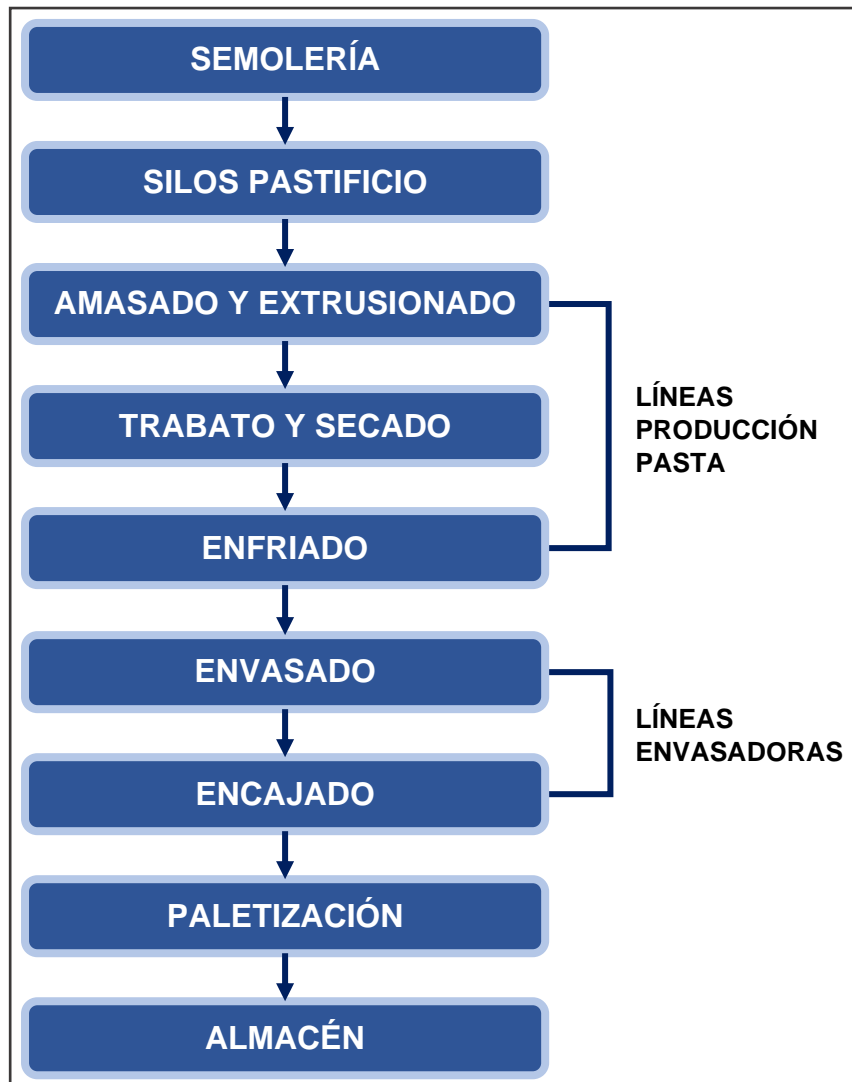 SEMOLERÍA
SILOS PASTIFICIO
AMASADO Y EXTRUSIONADO
TRABATO Y SECADO
ENFRIADO
LÍNEAS
PRODUCCIÓN
PASTA
ENVASADO
ENCAJADO
LÍNEAS
ENVASADORAS
PALETIZACIÓN
ALMACÉN